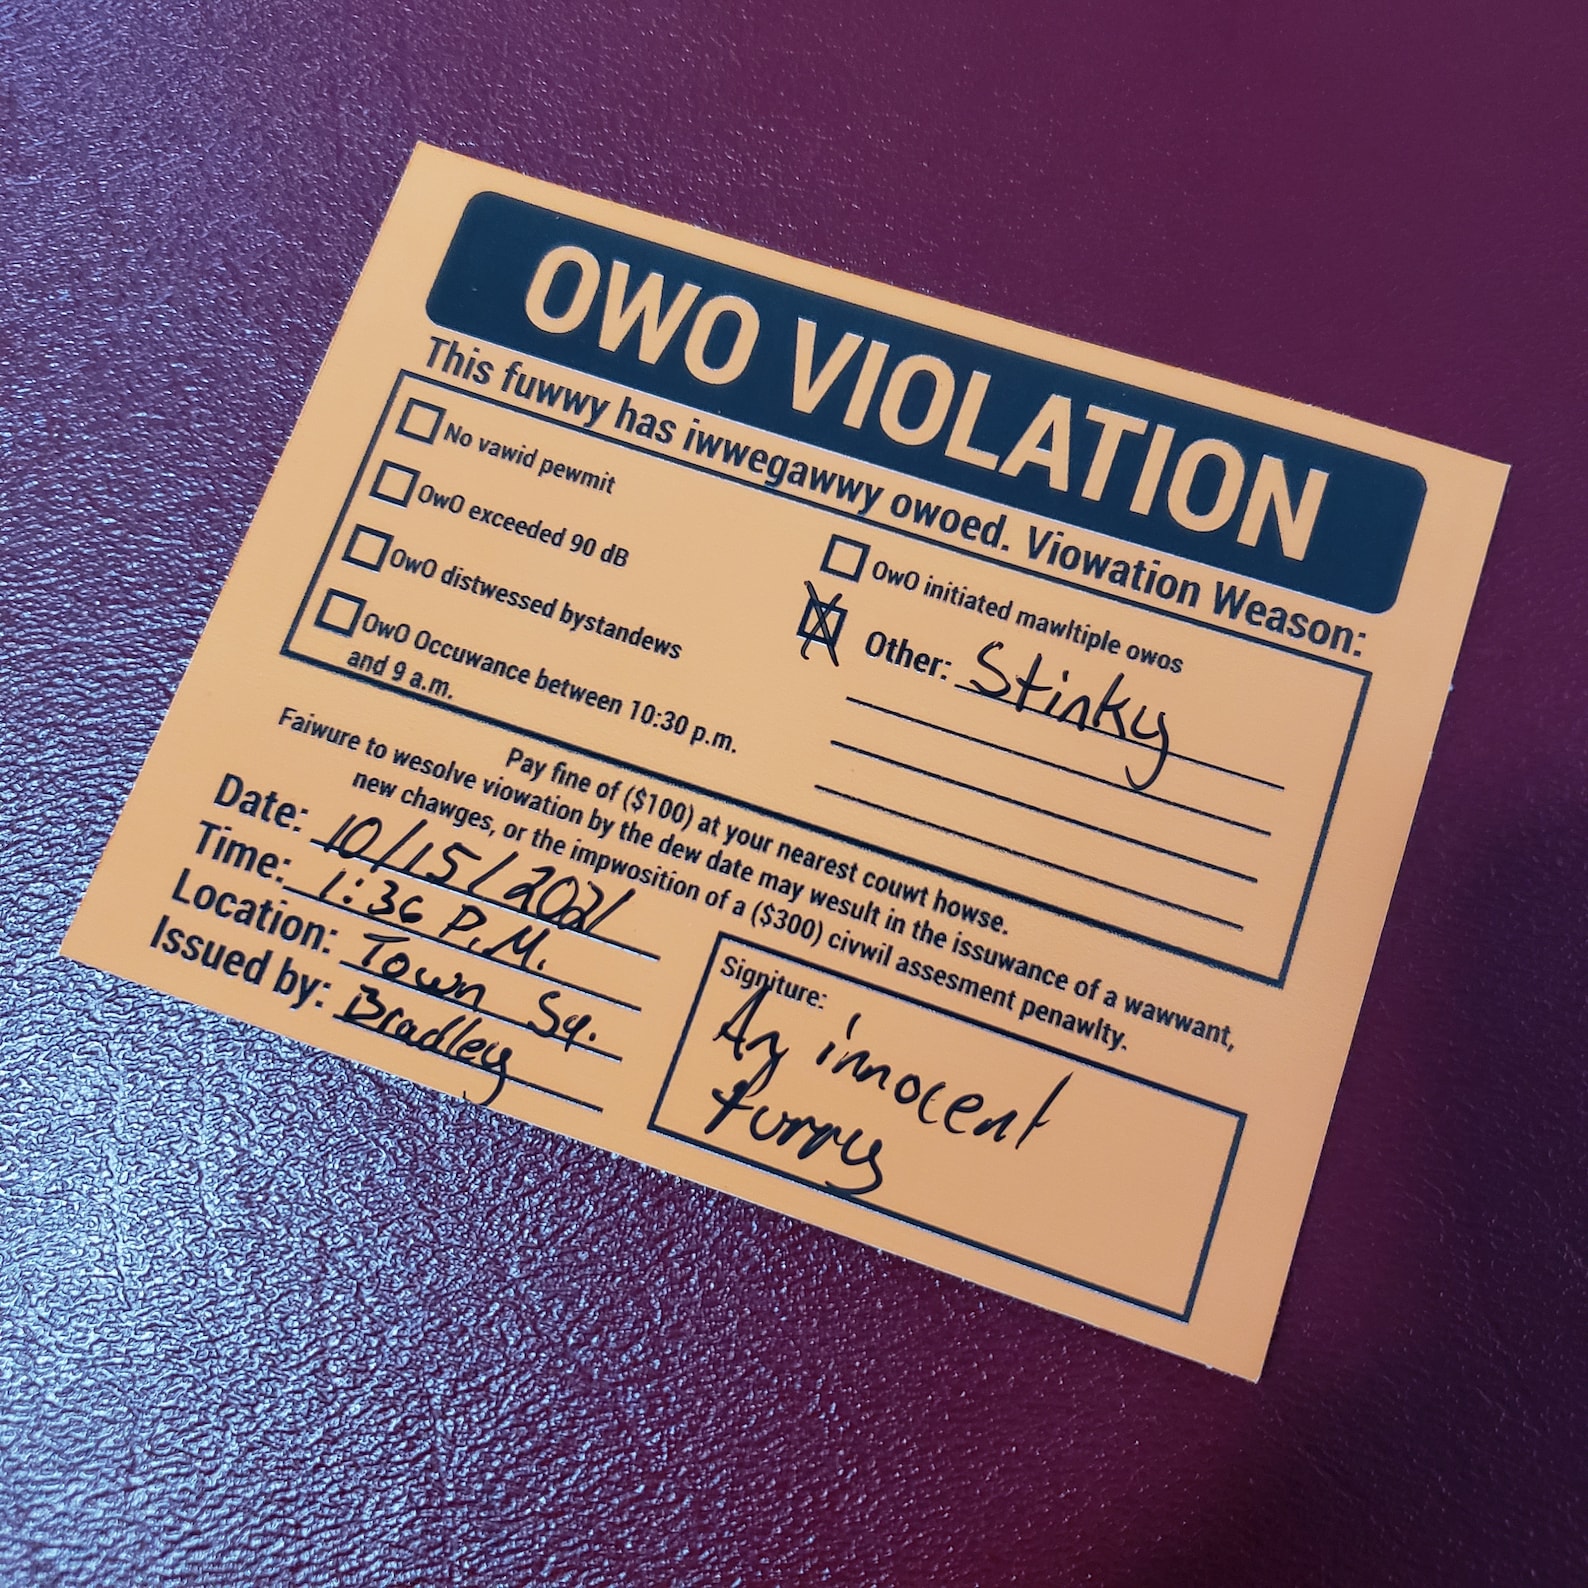 OWO VIOLATION
This fuwwy has iwwegawwy owoed. Viowation Weason:
No vawid pewmit
OwO exceeded 90 dB
OwO distwessed bystandews
OwO Occuwance between 10:30 p.m.
and 9 a.m.
OwO initiated mawltiple owos
Other: Stinky
Pay fine of ($100) at your nearest couwt howse.
Faiwure to wesolve viowation by the dew date may wesult in the issuwance of a wawwant,
new chawges, or the impwosition of a ($300) civwil assesment penawlty.
Date: 10/15/2021
Time: 1:36 P.M.
Location: Town Sq.
Issued by: Bradley
Signiture:
An innocent
furry